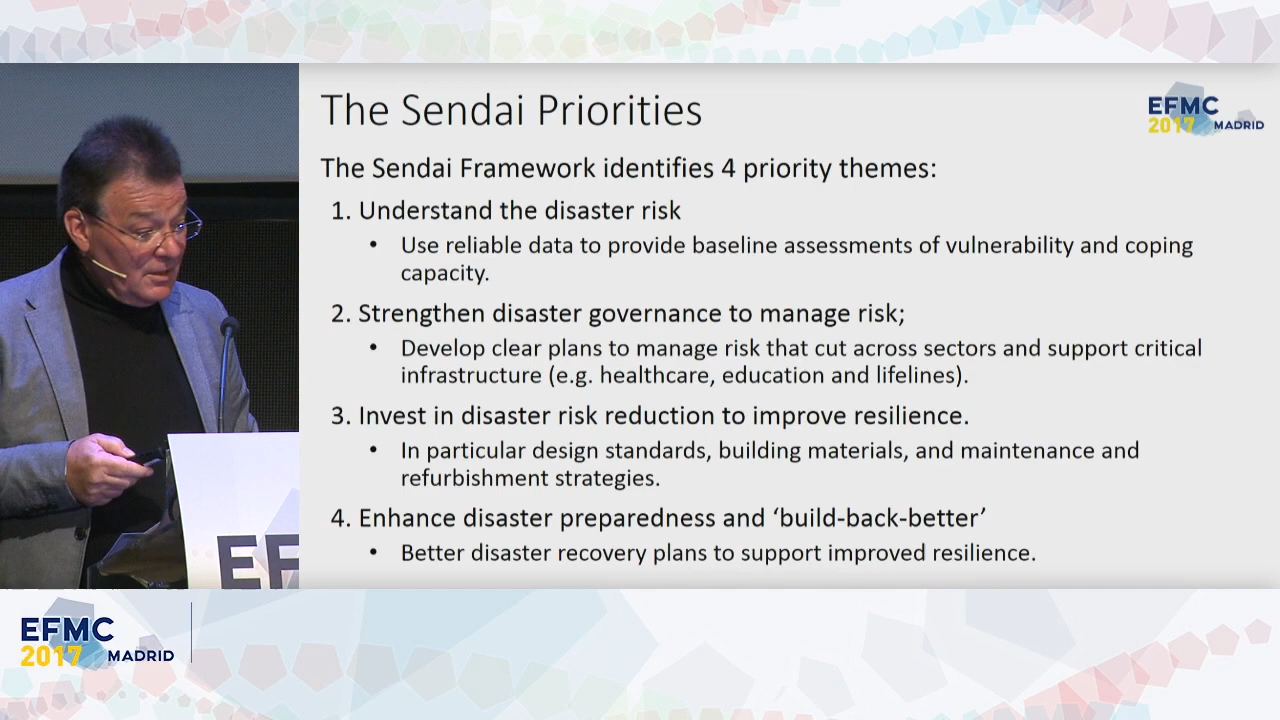 The Sendai Priorities
EFMC
2017 MADRID
The Sendai Framework identifies 4 priority themes:
1. Understand the disaster risk
• Use reliable data to provide baseline assessments of vulnerability and coping
capacity.
2. Strengthen disaster governance to manage risk;
• Develop clear plans to manage risk that cut across sectors and support critical
infrastructure (e.g. healthcare, education and lifelines).
3. Invest in disaster risk reduction to improve resilience.
• In particular design standards, building materials, and maintenance and
refurbishment strategies.
4. Enhance disaster preparedness and ‘build-back-better’
• Better disaster recovery plans to support improved resilience.
EF
EFMC
2017 MADRID